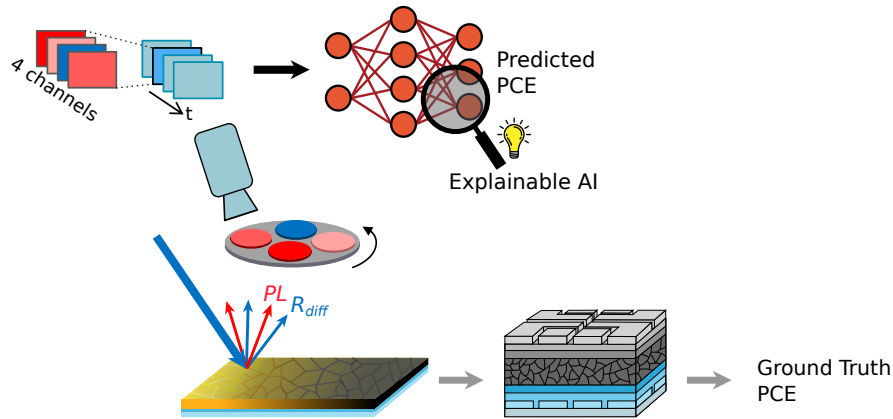 4 channels
t
Predicted
PCE
Explainable AI
PL
R_diff
Ground Truth
PCE